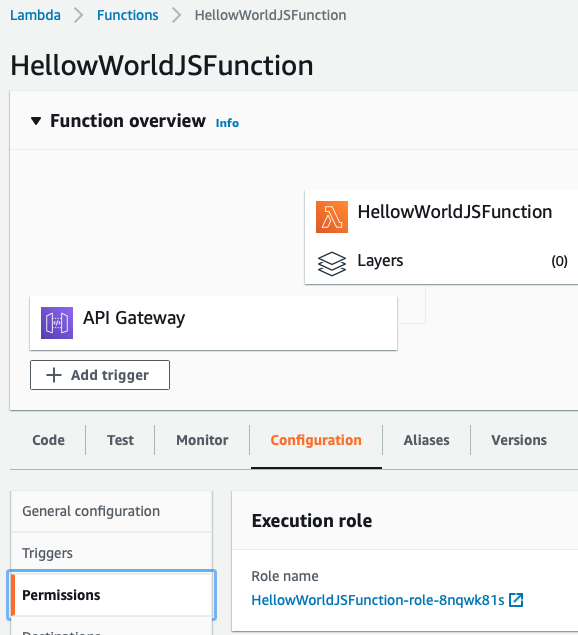 Lambda > Functions > HellowWorldJSFunction
HellowWorldJSFunction
Function overview Info
HellowWorldJSFunction
Layers (0)
API Gateway
Add trigger
Code Test Monitor Configuration Aliases Versions
General configuration
Triggers
Permissions
Destinations
Execution role
Role name
HellowWorldJSFunction-role-8nqwk81s